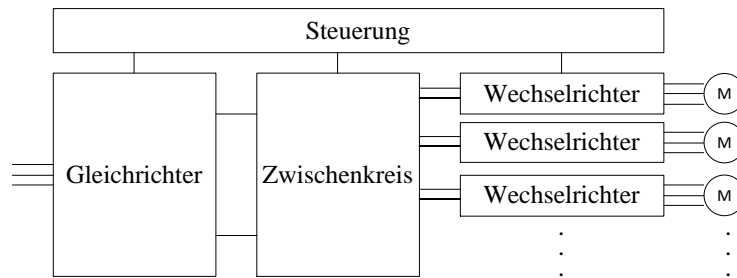 Steuerung
Gleichrichter
Zwischenkreis
Wechselrichter
M
Wechselrichter
M
Wechselrichter
M